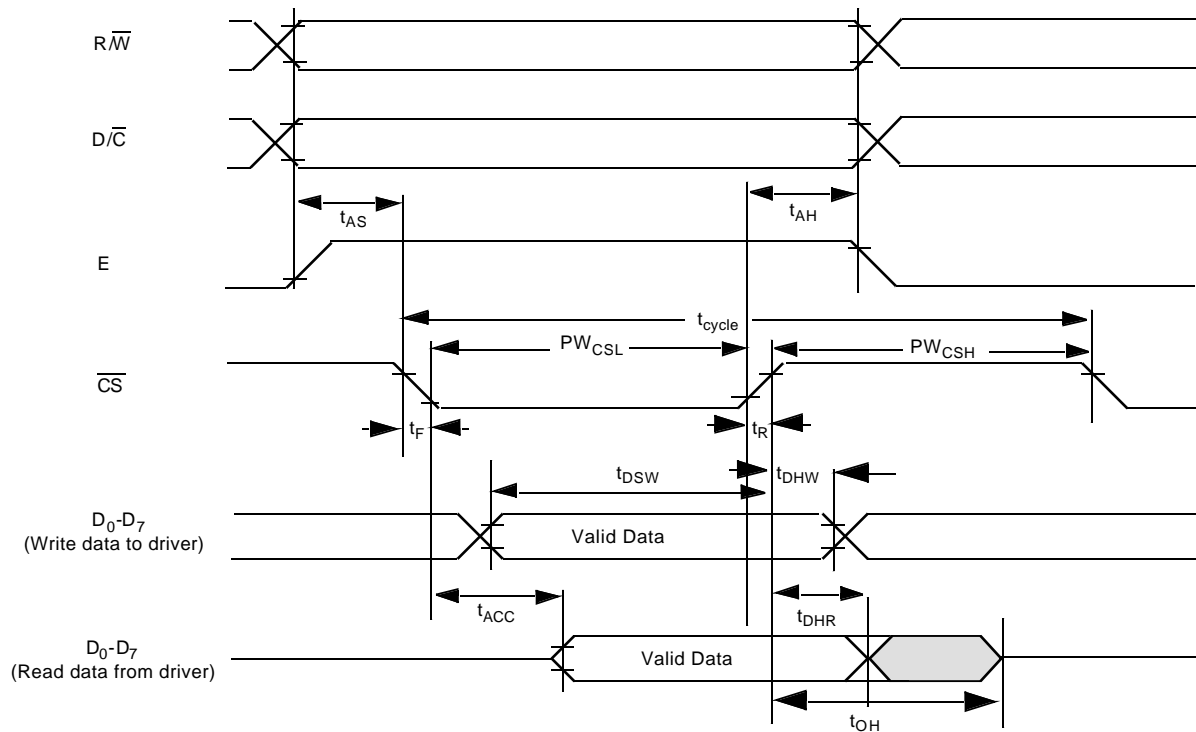 R/W̅
D/C̅
tAS
tAH
E
tcycle
PWCSL
PWCSH
C̅S̅
tF
tR
tDSW
tDHW
D0-D7
(Write data to driver)
Valid Data
tACC
tDHR
D0-D7
(Read data from driver)
Valid Data
tOH